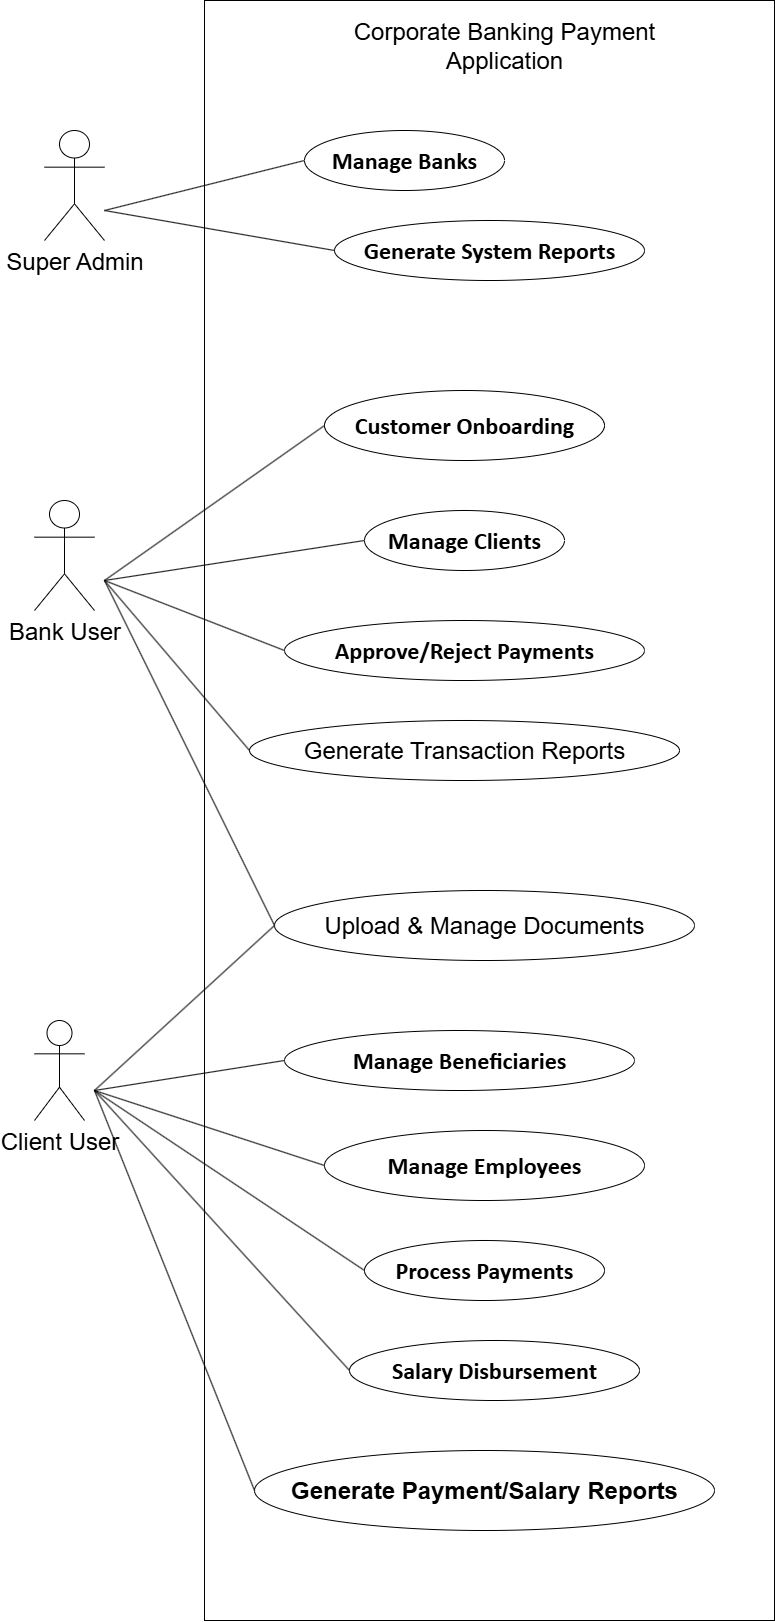 Corporate Banking Payment
Application
Manage Banks
Generate System Reports
Super Admin
Customer Onboarding
Manage Clients
Bank User
Approve/Reject Payments
Generate Transaction Reports
Upload & Manage Documents
Manage Beneficiaries
Client User
Manage Employees
Process Payments
Salary Disbursement
Generate Payment/Salary Reports